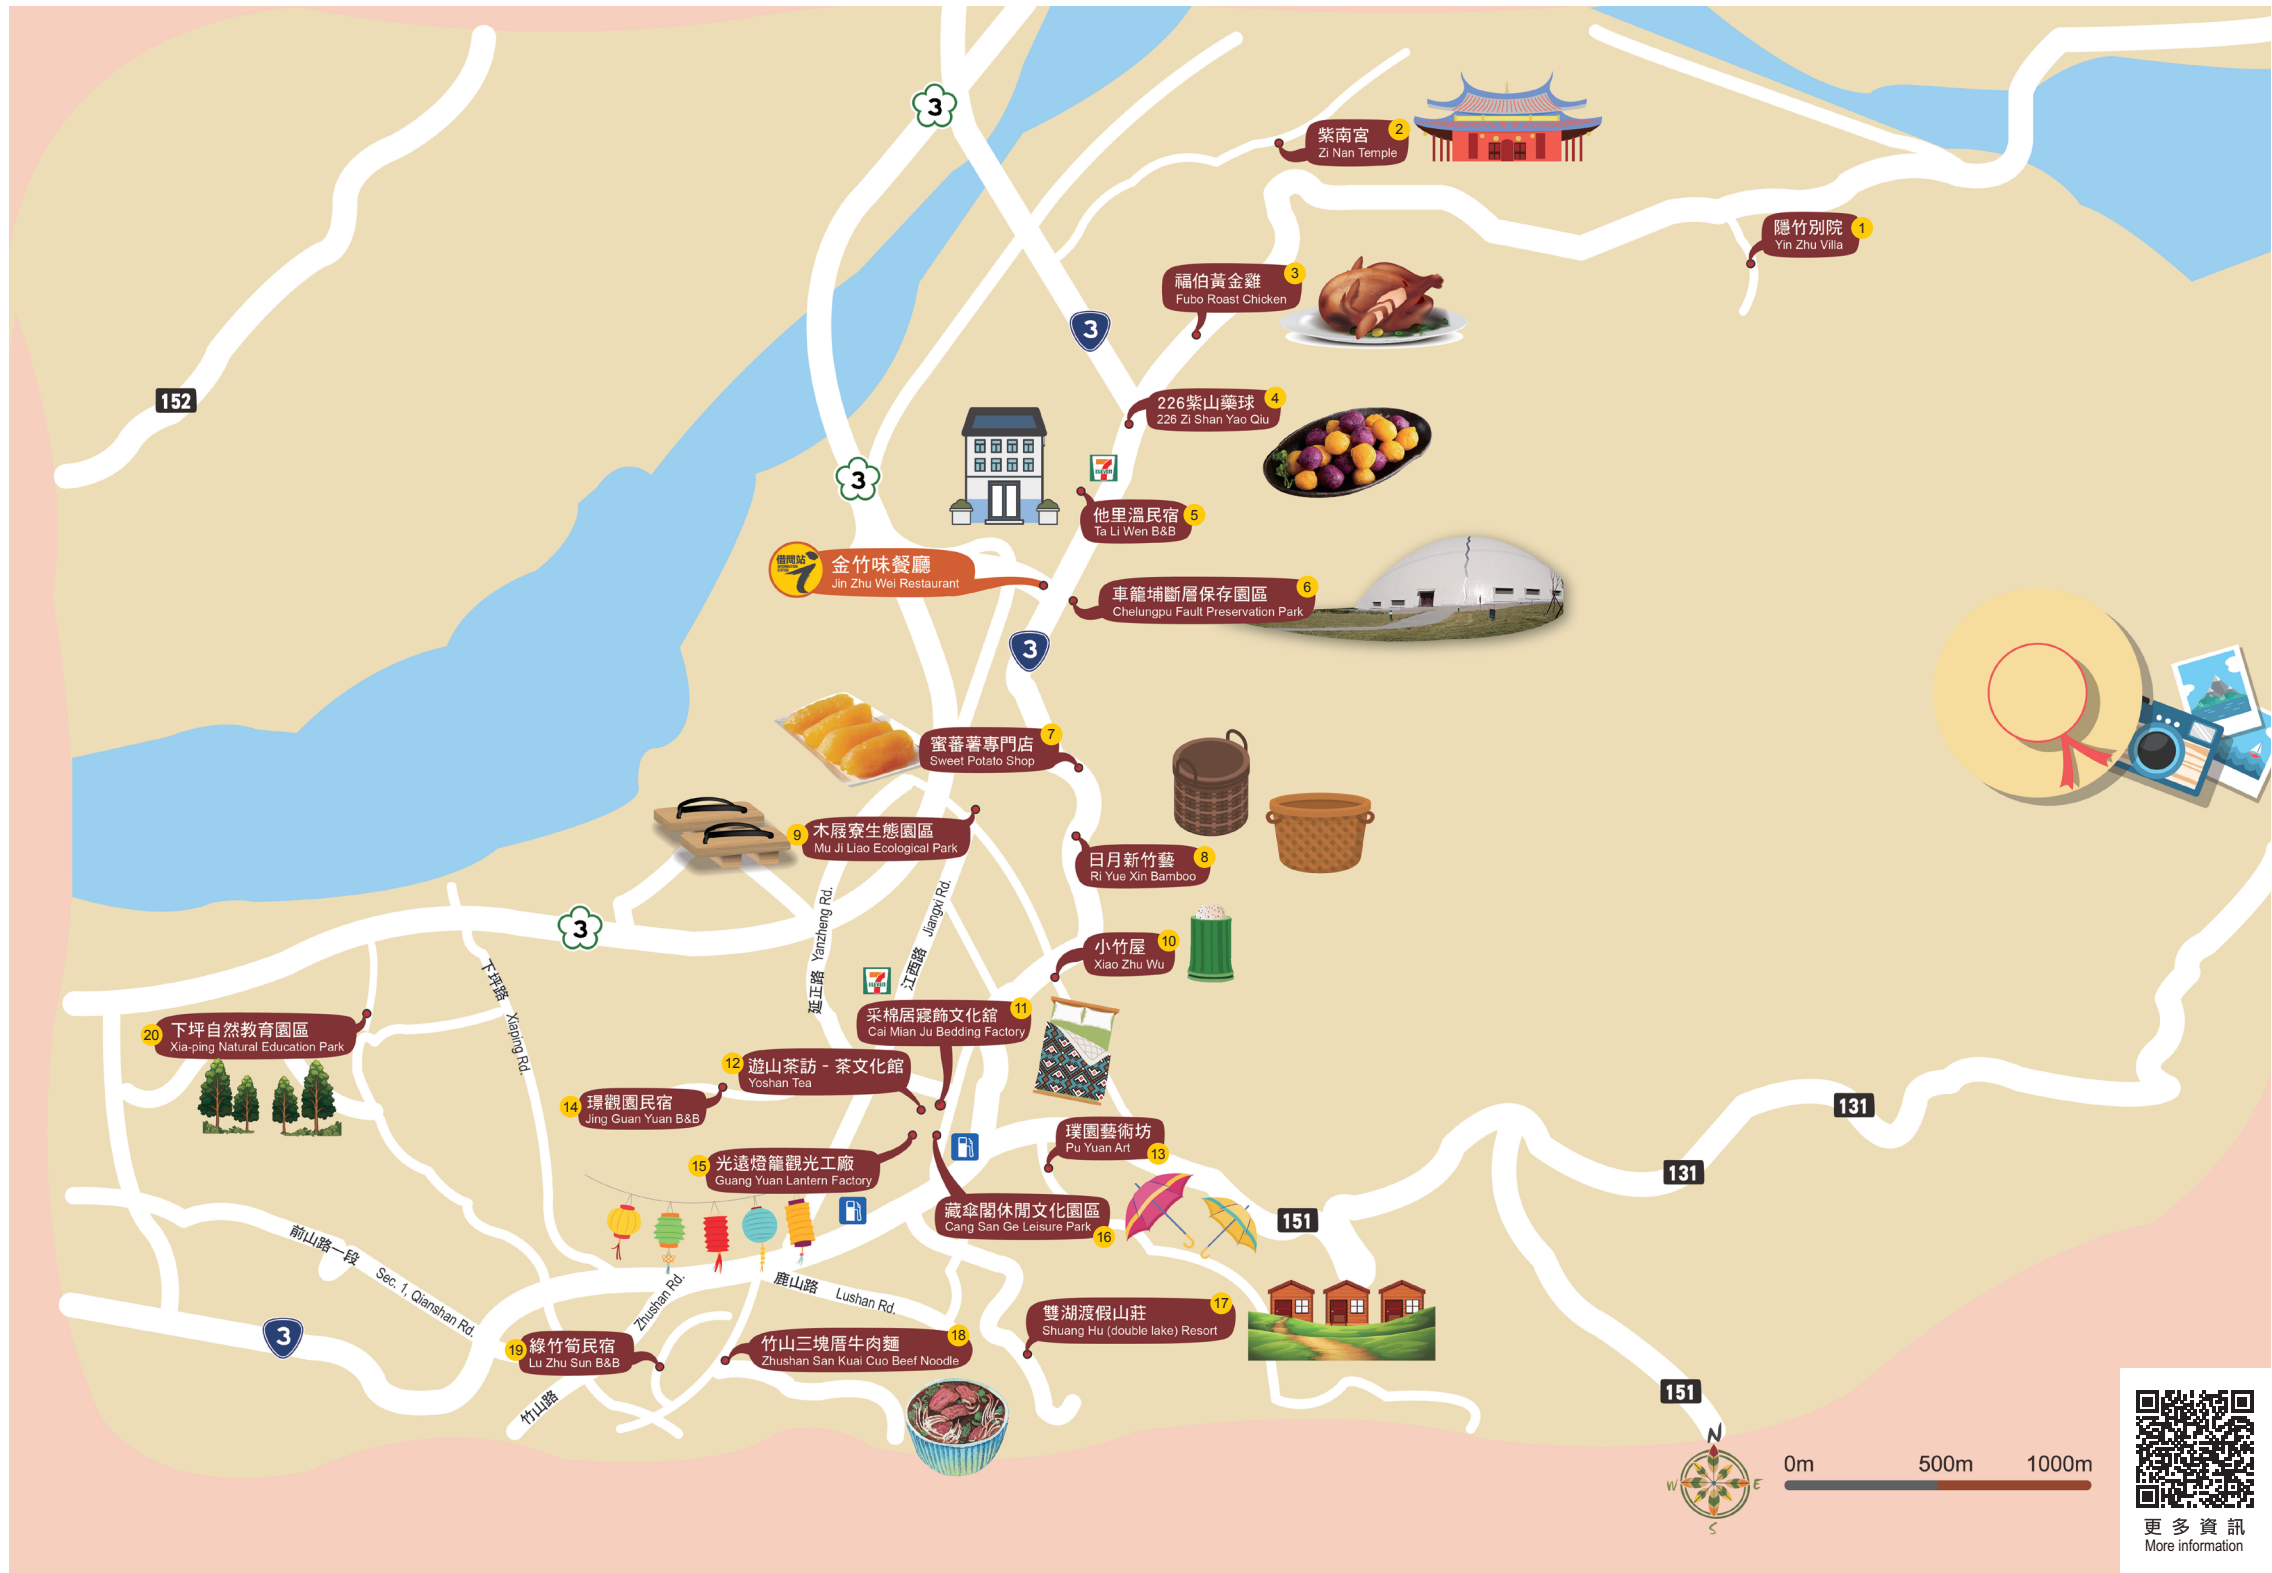 3
紫南宮
2
Zi Nan Temple
隱竹別院
1
Yin Zhu Villa
福伯黃金雞
3
Fubo Roast Chicken
3
152
226紫山藥球
4
226 Zi Shan Yao Qiu
7
ELEVEN
3
他里溫民宿
5
Ta Li Wen B&B
借問站
INFORMATION STATION
金竹味餐廳
Jin Zhu Wei Restaurant
車籠埔斷層保存園區
6
Chelungpu Fault Preservation Park
3
蜜蕃薯專門店
7
Sweet Potato Shop
9
木屐寮生態園區
Mu Ji Liao Ecological Park
日月新竹藝
8
Ri Yue Xin Bamboo
3
延正路 Yanzheng Rd.
江西路 Jiangxi Rd.
小竹屋
10
Xiao Zhu Wu
下坪路 Xiaping Rd.
7
ELEVEN
采棉居寢飾文化舘
11
Cai Mian Ju Bedding Factory
20
下坪自然教育園區
Xia-ping Natural Education Park
12
遊山茶訪 - 茶文化館
Yoshan Tea
14
璟觀園民宿
Jing Guan Yuan B&B
131
璞園藝術坊
Pu Yuan Art
13
131
15
光遠燈籠觀光工廠
Guang Yuan Lantern Factory
藏傘閣休閒文化園區
Cang San Ge Leisure Park
16
151
前山路一段 Sec. 1, Qianshan Rd.
鹿山路 Lushan Rd.
竹山路 Zhushan Rd.
3
雙湖渡假山莊
17
Shuang Hu (double lake) Resort
19
綠竹筍民宿
Lu Zhu Sun B&B
竹山三塊厝牛肉麵
18
Zhushan San Kuai Cuo Beef Noodle
151
N
W
E
S
0m
500m
1000m
更多資訊
More information